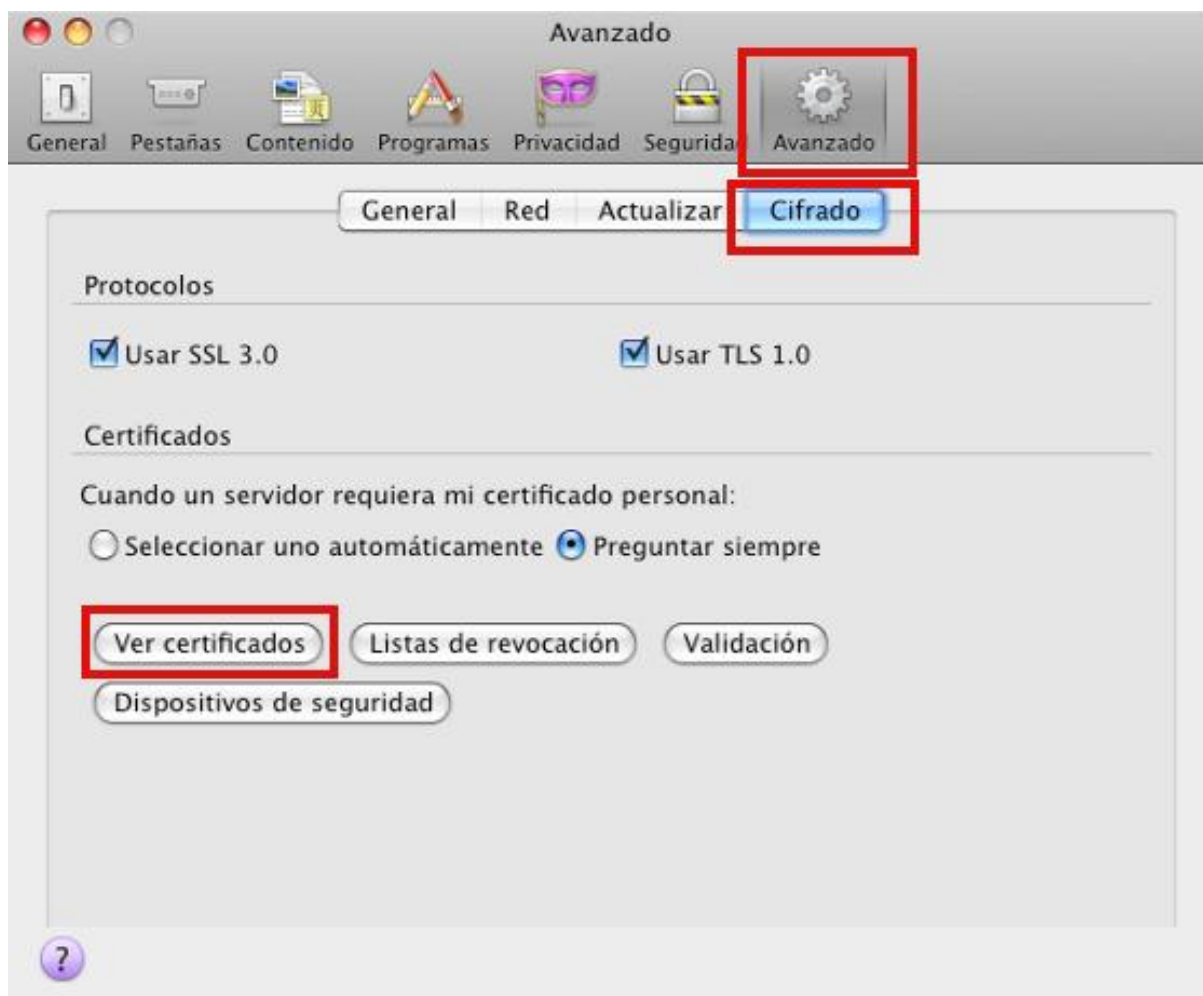 Avanzado
General Pestañas Contenido Programas Privacidad Seguridad Avanzado
General Red Actualizar Cifrado
Protocolos
Usar SSL 3.0 Usar TLS 1.0
Certificados
Cuando un servidor requiera mi certificado personal:
Seleccionar uno automáticamente Preguntar siempre
Ver certificados Listas de revocación Validación
Dispositivos de seguridad
?